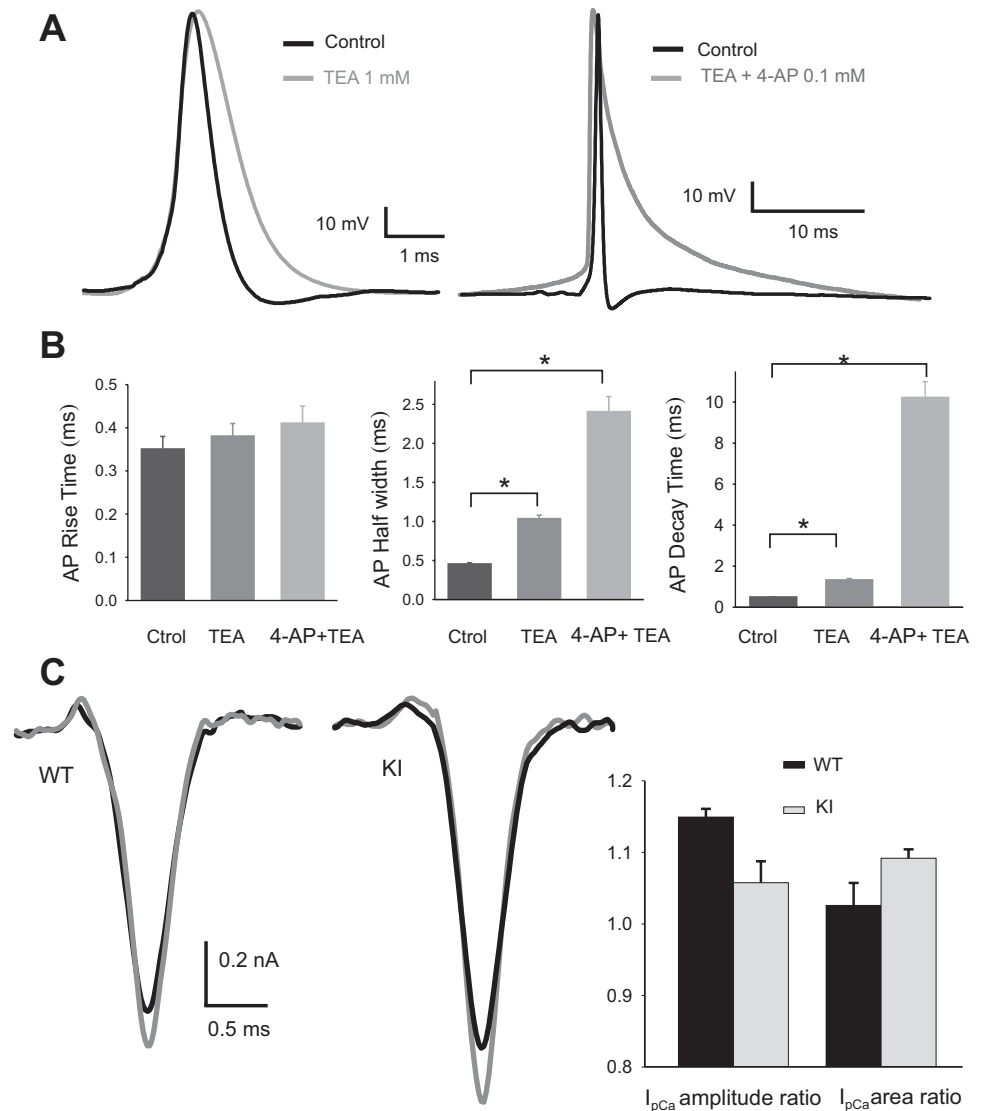 A
Control
TEA 1 mM
10 mV
1 ms
Control
TEA + 4-AP 0.1 mM
10 mV
10 ms
B
AP Rise Time (ms)
0.5
0.4
0.3
0.2
0.1
0.0
Ctrol TEA 4-AP+TEA
AP Half width (ms)
2.5
2.0
1.5
1.0
0.5
0.0
*
*
Ctrol TEA 4-AP+ TEA
AP Decay Time (ms)
10
8
6
4
2
0
*
*
Ctrol TEA 4-AP+ TEA
C
WT
0.2 nA
0.5 ms
KI
WT
KI
1.2
1.1
1.0
0.9
0.8
IpCa amplitude ratio IpCa area ratio